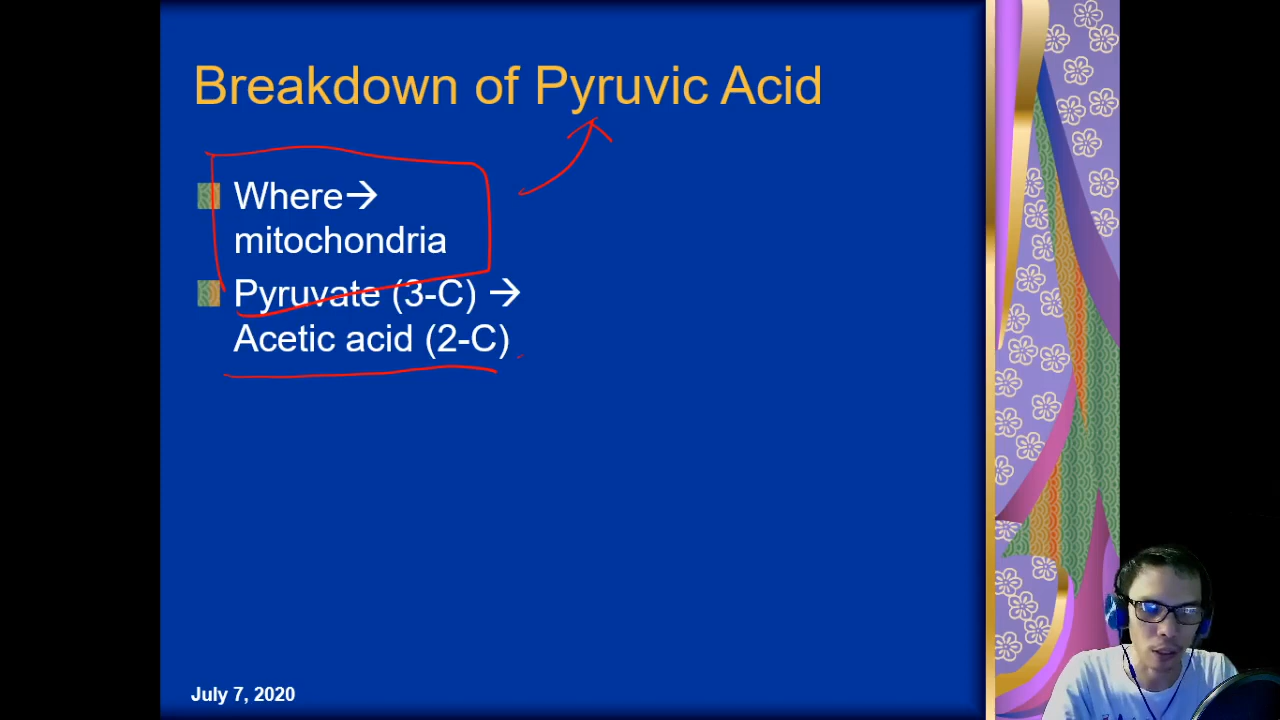 Breakdown of Pyruvic Acid
Where→
mitochondria
Pyruvate (3-C) →
Acetic acid (2-C)
July 7, 2020